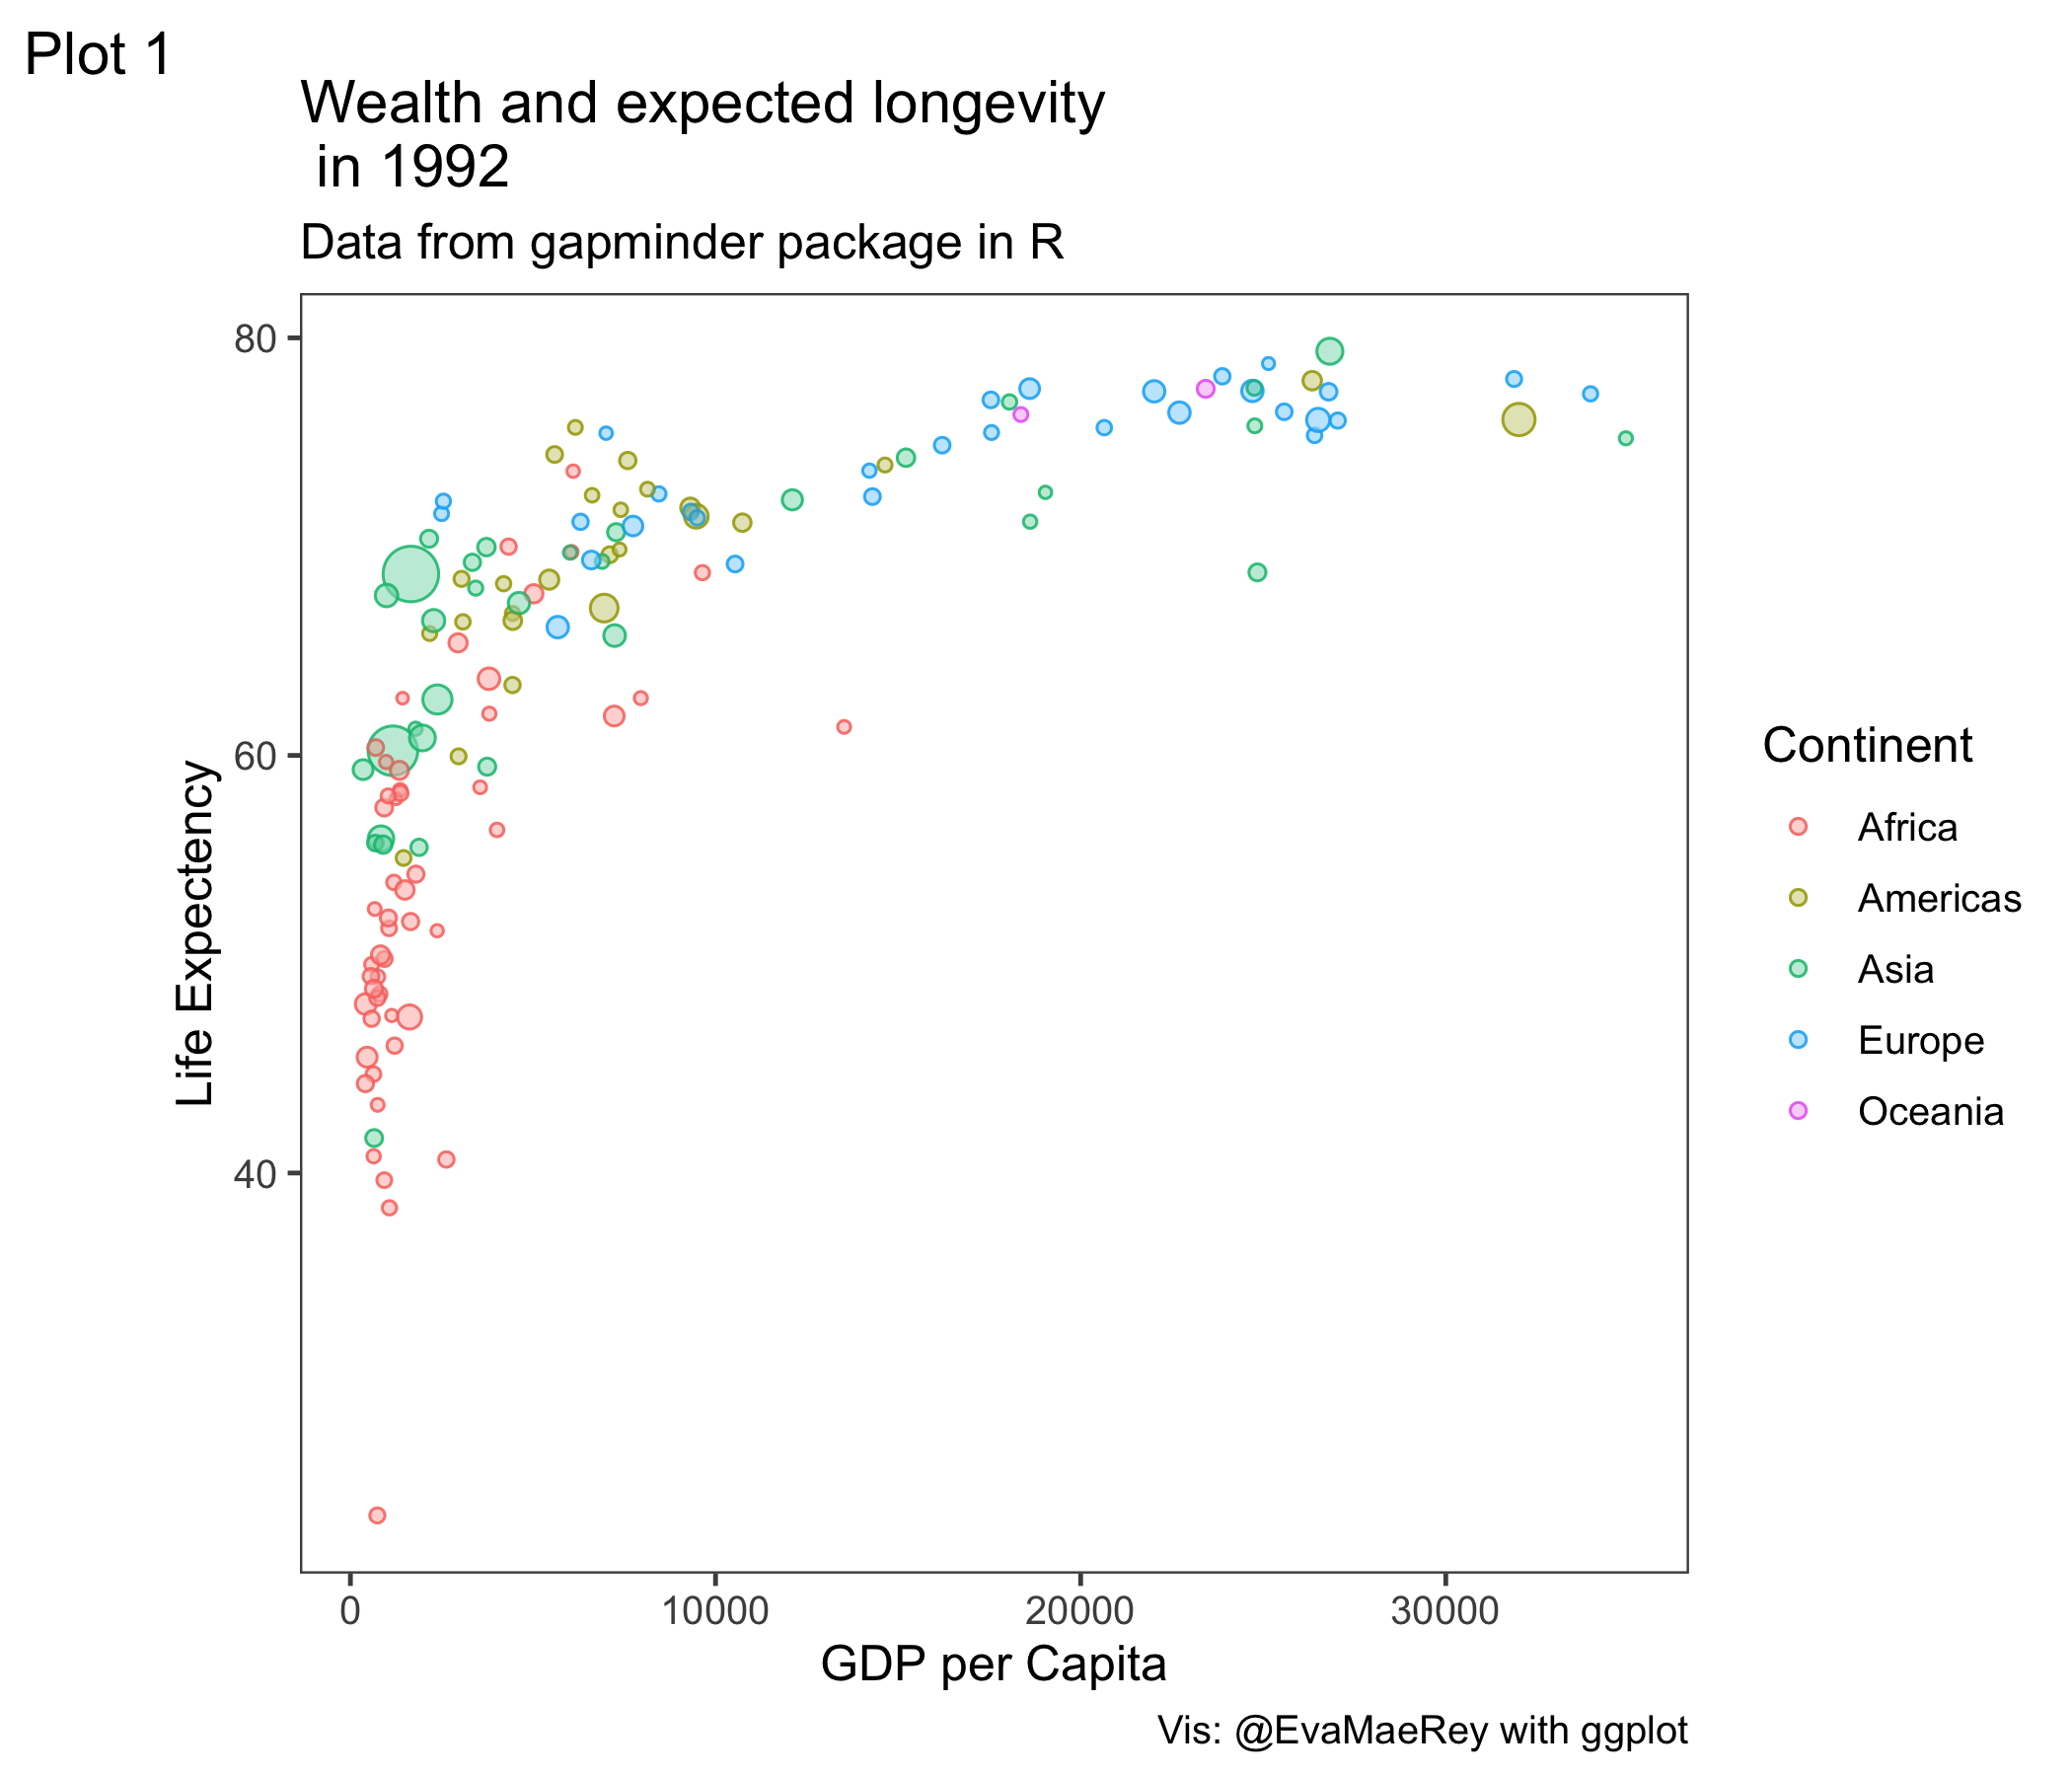 Plot 1
Wealth and expected longevity
in 1992
Data from gapminder package in R
80
60
40
Life Expectency
0
10000
20000
30000
GDP per Capita
Continent
Africa
Americas
Asia
Europe
Oceania
Vis: @EvaMaeRey with ggplot